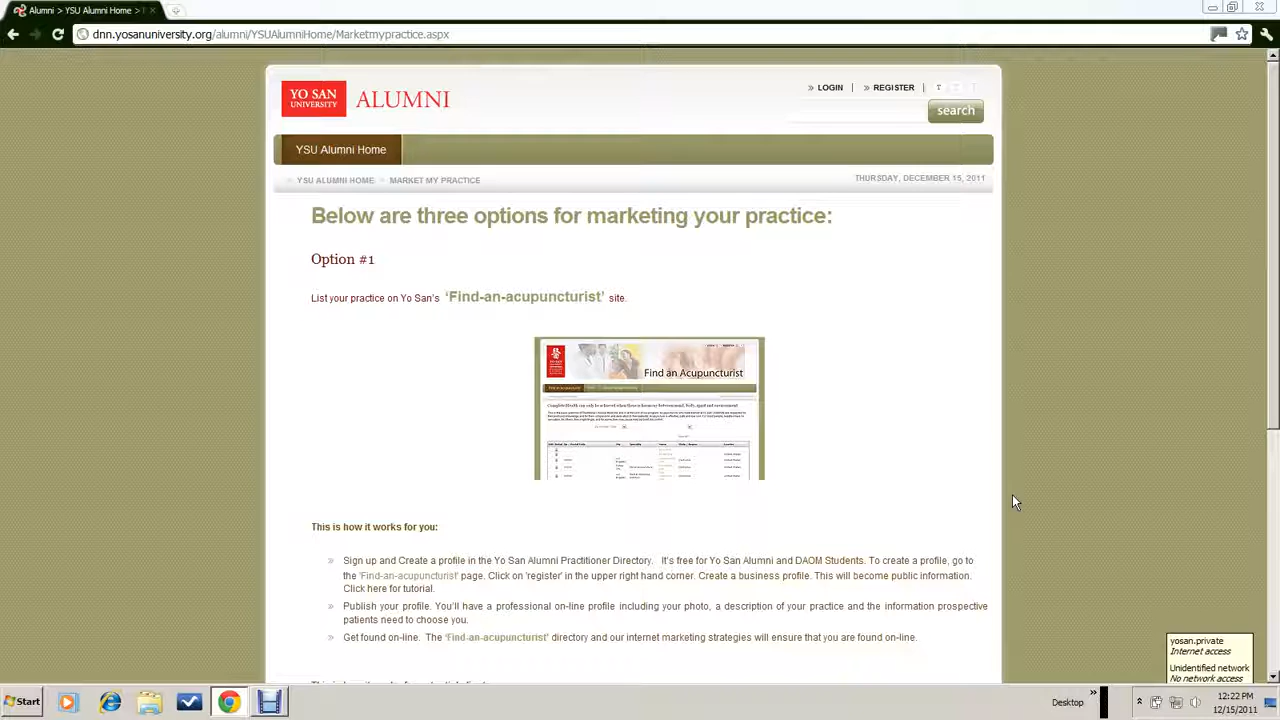 Alumni > YSU Alumni Home >
dnn.yosanuniversity.org/alumni/YSUAlumniHome/Marketmypractice.aspx
YO SAN
UNIVERSITY
ALUMNI
LOGIN
REGISTER
search
YSU Alumni Home
YSU ALUMNI HOME
MARKET MY PRACTICE
THURSDAY, DECEMBER 15, 2011
Below are three options for marketing your practice:
Option #1
List your practice on Yo San's 'Find-an-acupuncturist' site.
Find an Acupuncturist
This is how it works for you:
Sign up and Create a profile in the Yo San Alumni Practitioner Directory. It's free for Yo San Alumni and DAOM Students. To create a profile, go to
the 'Find-an-acupuncturist' page. Click on 'register' in the upper right hand corner. Create a business profile. This will become public information.
Click here for tutorial.
Publish your profile. You'll have a professional on-line profile including your photo, a description of your practice and the information prospective
patients need to choose you.
Get found on-line. The 'Find-an-acupuncturist' directory and our internet marketing strategies will ensure that you are found on-line.
yosan.private
Internet access
Unidentified network
No network access
Start
Desktop
12:22 PM
12/15/2011